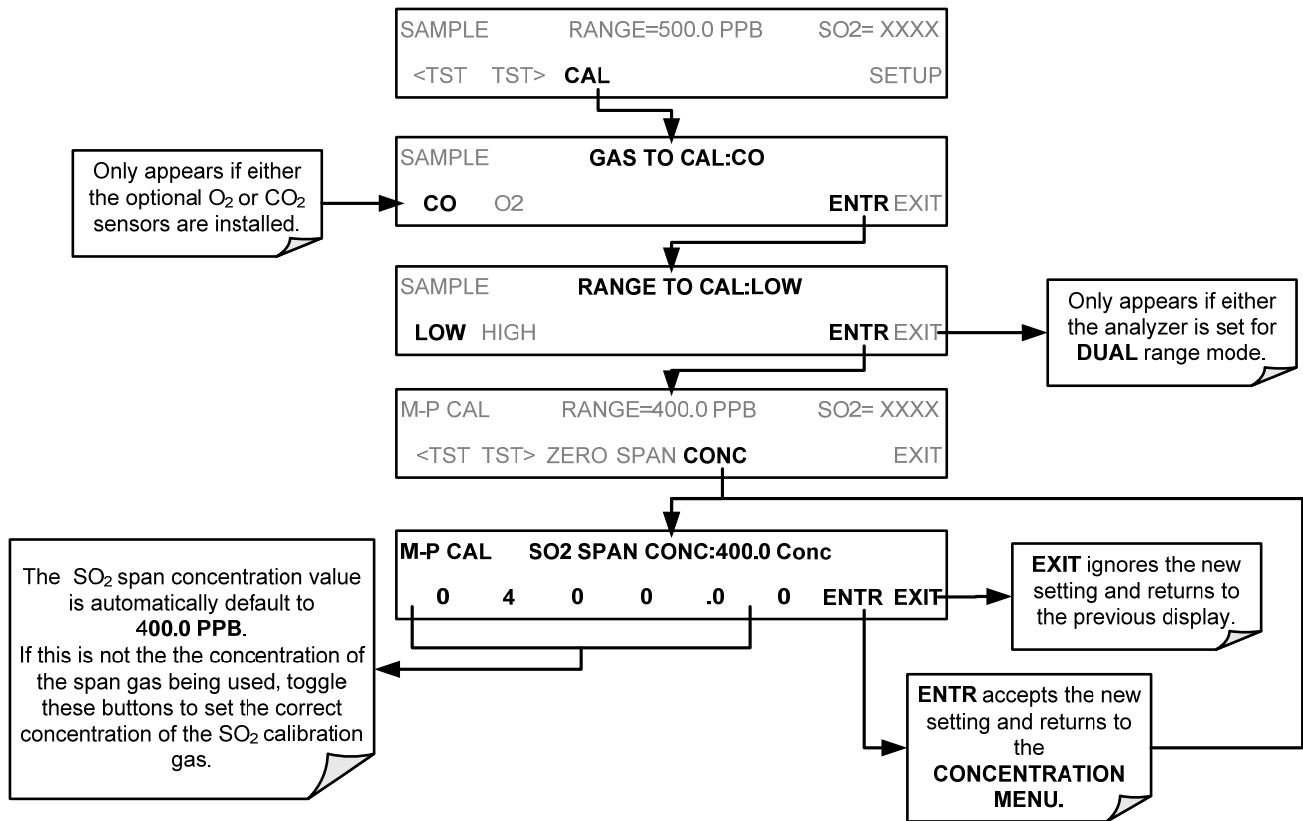 SAMPLE RANGE=500.0 PPB SO2= XXXX
<TST TST> CAL SETUP
SAMPLE GAS TO CAL:CO
CO O2 ENTR EXIT
Only appears if either
the optional O₂ or CO₂
sensors are installed.
SAMPLE RANGE TO CAL:LOW
LOW HIGH ENTR EXIT
Only appears if either
the analyzer is set for
DUAL range mode.
M-P CAL RANGE=400.0 PPB SO2= XXXX
<TST TST> ZERO SPAN CONC EXIT
M-P CAL SO2 SPAN CONC:400.0 Conc
0 4 0 0 .0 0 ENTR EXIT
The SO₂ span concentration value
is automatically default to
400.0 PPB.
If this is not the the concentration of
the span gas being used, toggle
these buttons to set the correct
concentration of the SO₂ calibration
gas.
EXIT ignores the new
setting and returns to
the previous display.
ENTR accepts the new
setting and returns to
the
CONCENTRATION
MENU.